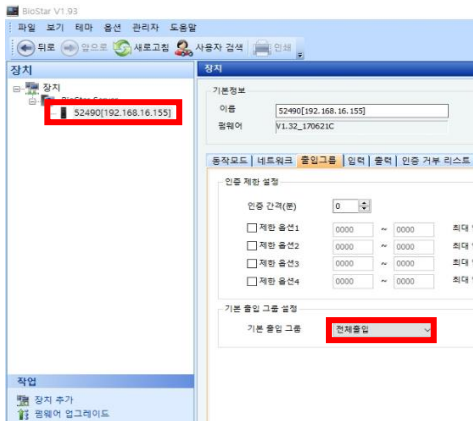 BioStar V1.93
파일 보기 테마 옵션 관리자 도움말
뒤로 앞으로 새로고침 사용자 검색 인쇄
장치
장치
BioStar Server
52490[192.168.16.155]
작업
장치 추가
펌웨어 업그레이드
장치
기본정보
이름 52490[192.168.16.155]
펌웨어 V1.32_170621C
동작모드 네트워크 출입그룹 입력 출력 인증 거부 리스트
인증 제한 설정
인증 간격(분) 0
제한 옵션1 0000 ~ 0000 최대
제한 옵션2 0000 ~ 0000 최대
제한 옵션3 0000 ~ 0000 최대
제한 옵션4 0000 ~ 0000 최대
기본 출입 그룹 설정
기본 출입 그룹 전체출입